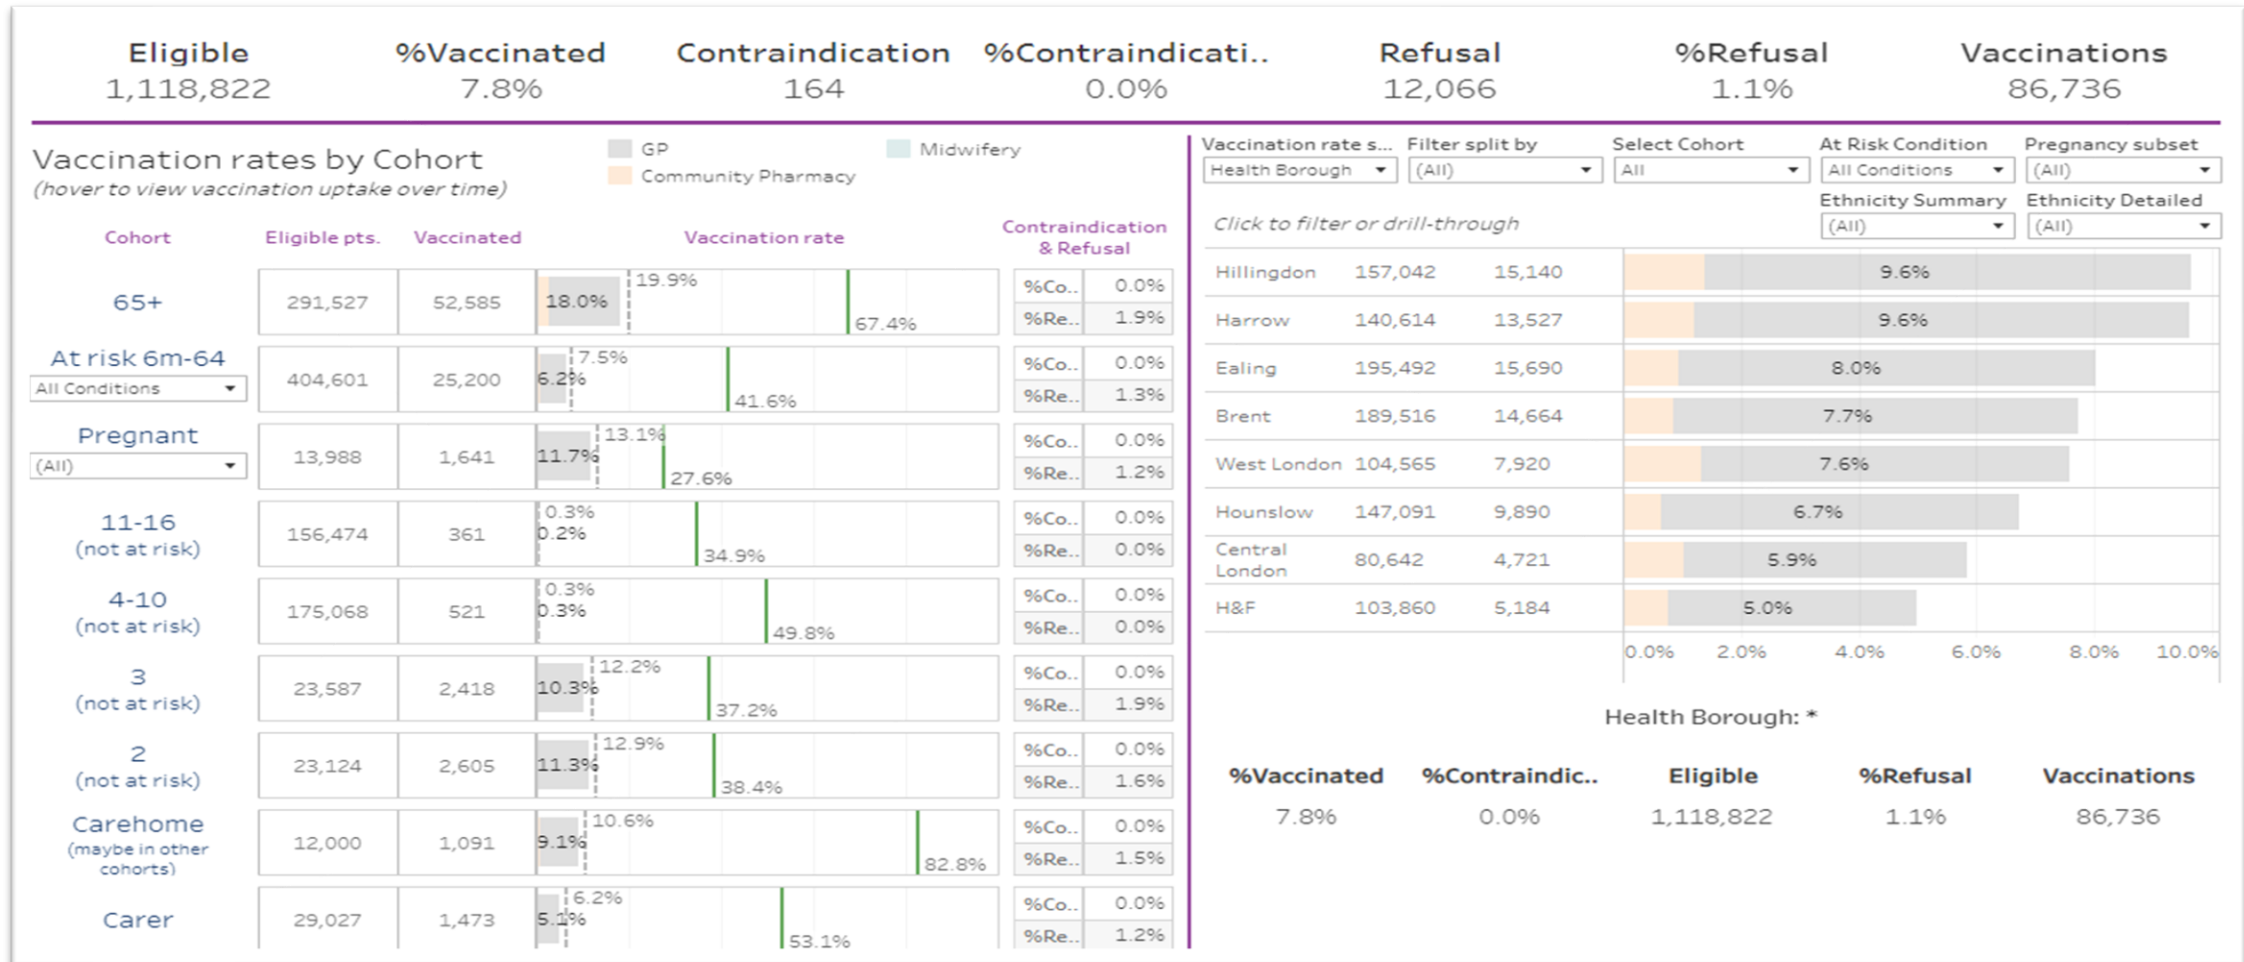 Eligible %Vaccinated Contraindication %Contraindicati.. Refusal %Refusal Vaccinations
1,118,822 7.8% 164 0.0% 12,066 1.1% 86,736
Vaccination rates by Cohort
(hover to view vaccination uptake over time)
GP Midwifery
Community Pharmacy
Cohort Eligible pts. Vaccinated Vaccination rate Contraindication
& Refusal
65+ 291,527 52,585 18.0% 19.9% 67.4% %Co.. 0.0%
%Re.. 1.9%
At risk 6m-64
All Conditions 404,601 25,200 6.2% 7.5% 41.6% %Co.. 0.0%
%Re.. 1.3%
Pregnant
(All) 13,988 1,641 11.7% 13.1% 27.6% %Co.. 0.0%
%Re.. 1.2%
11-16
(not at risk) 156,474 361 0.3% 0.2% 34.9% %Co.. 0.0%
%Re.. 0.0%
4-10
(not at risk) 175,068 521 0.3% 0.3% 49.8% %Co.. 0.0%
%Re.. 0.0%
3
(not at risk) 23,587 2,418 10.3% 12.2% 37.2% %Co.. 0.0%
%Re.. 1.9%
2
(not at risk) 23,124 2,605 11.3% 12.9% 38.4% %Co.. 0.0%
%Re.. 1.6%
Carehome
(maybe in other
cohorts) 12,000 1,091 9.1% 10.6% 82.8% %Co.. 0.0%
%Re.. 1.5%
Carer 29,027 1,473 5.1% 6.2% 53.1% %Co.. 0.0%
%Re.. 1.2%
Vaccination rate s... Filter split by Select Cohort At Risk Condition Pregnancy subset
Health Borough (All) All All Conditions (All)
Ethnicity Summary Ethnicity Detailed
Click to filter or drill-through (All) (All)
Hillingdon 157,042 15,140 9.6%
Harrow 140,614 13,527 9.6%
Ealing 195,492 15,690 8.0%
Brent 189,516 14,664 7.7%
West London 104,565 7,920 7.6%
Hounslow 147,091 9,890 6.7%
Central
London 80,642 4,721 5.9%
H&F 103,860 5,184 5.0%
0.0% 2.0% 4.0% 6.0% 8.0% 10.0%
Health Borough: *
%Vaccinated %Contraindic.. Eligible %Refusal Vaccinations
7.8% 0.0% 1,118,822 1.1% 86,736